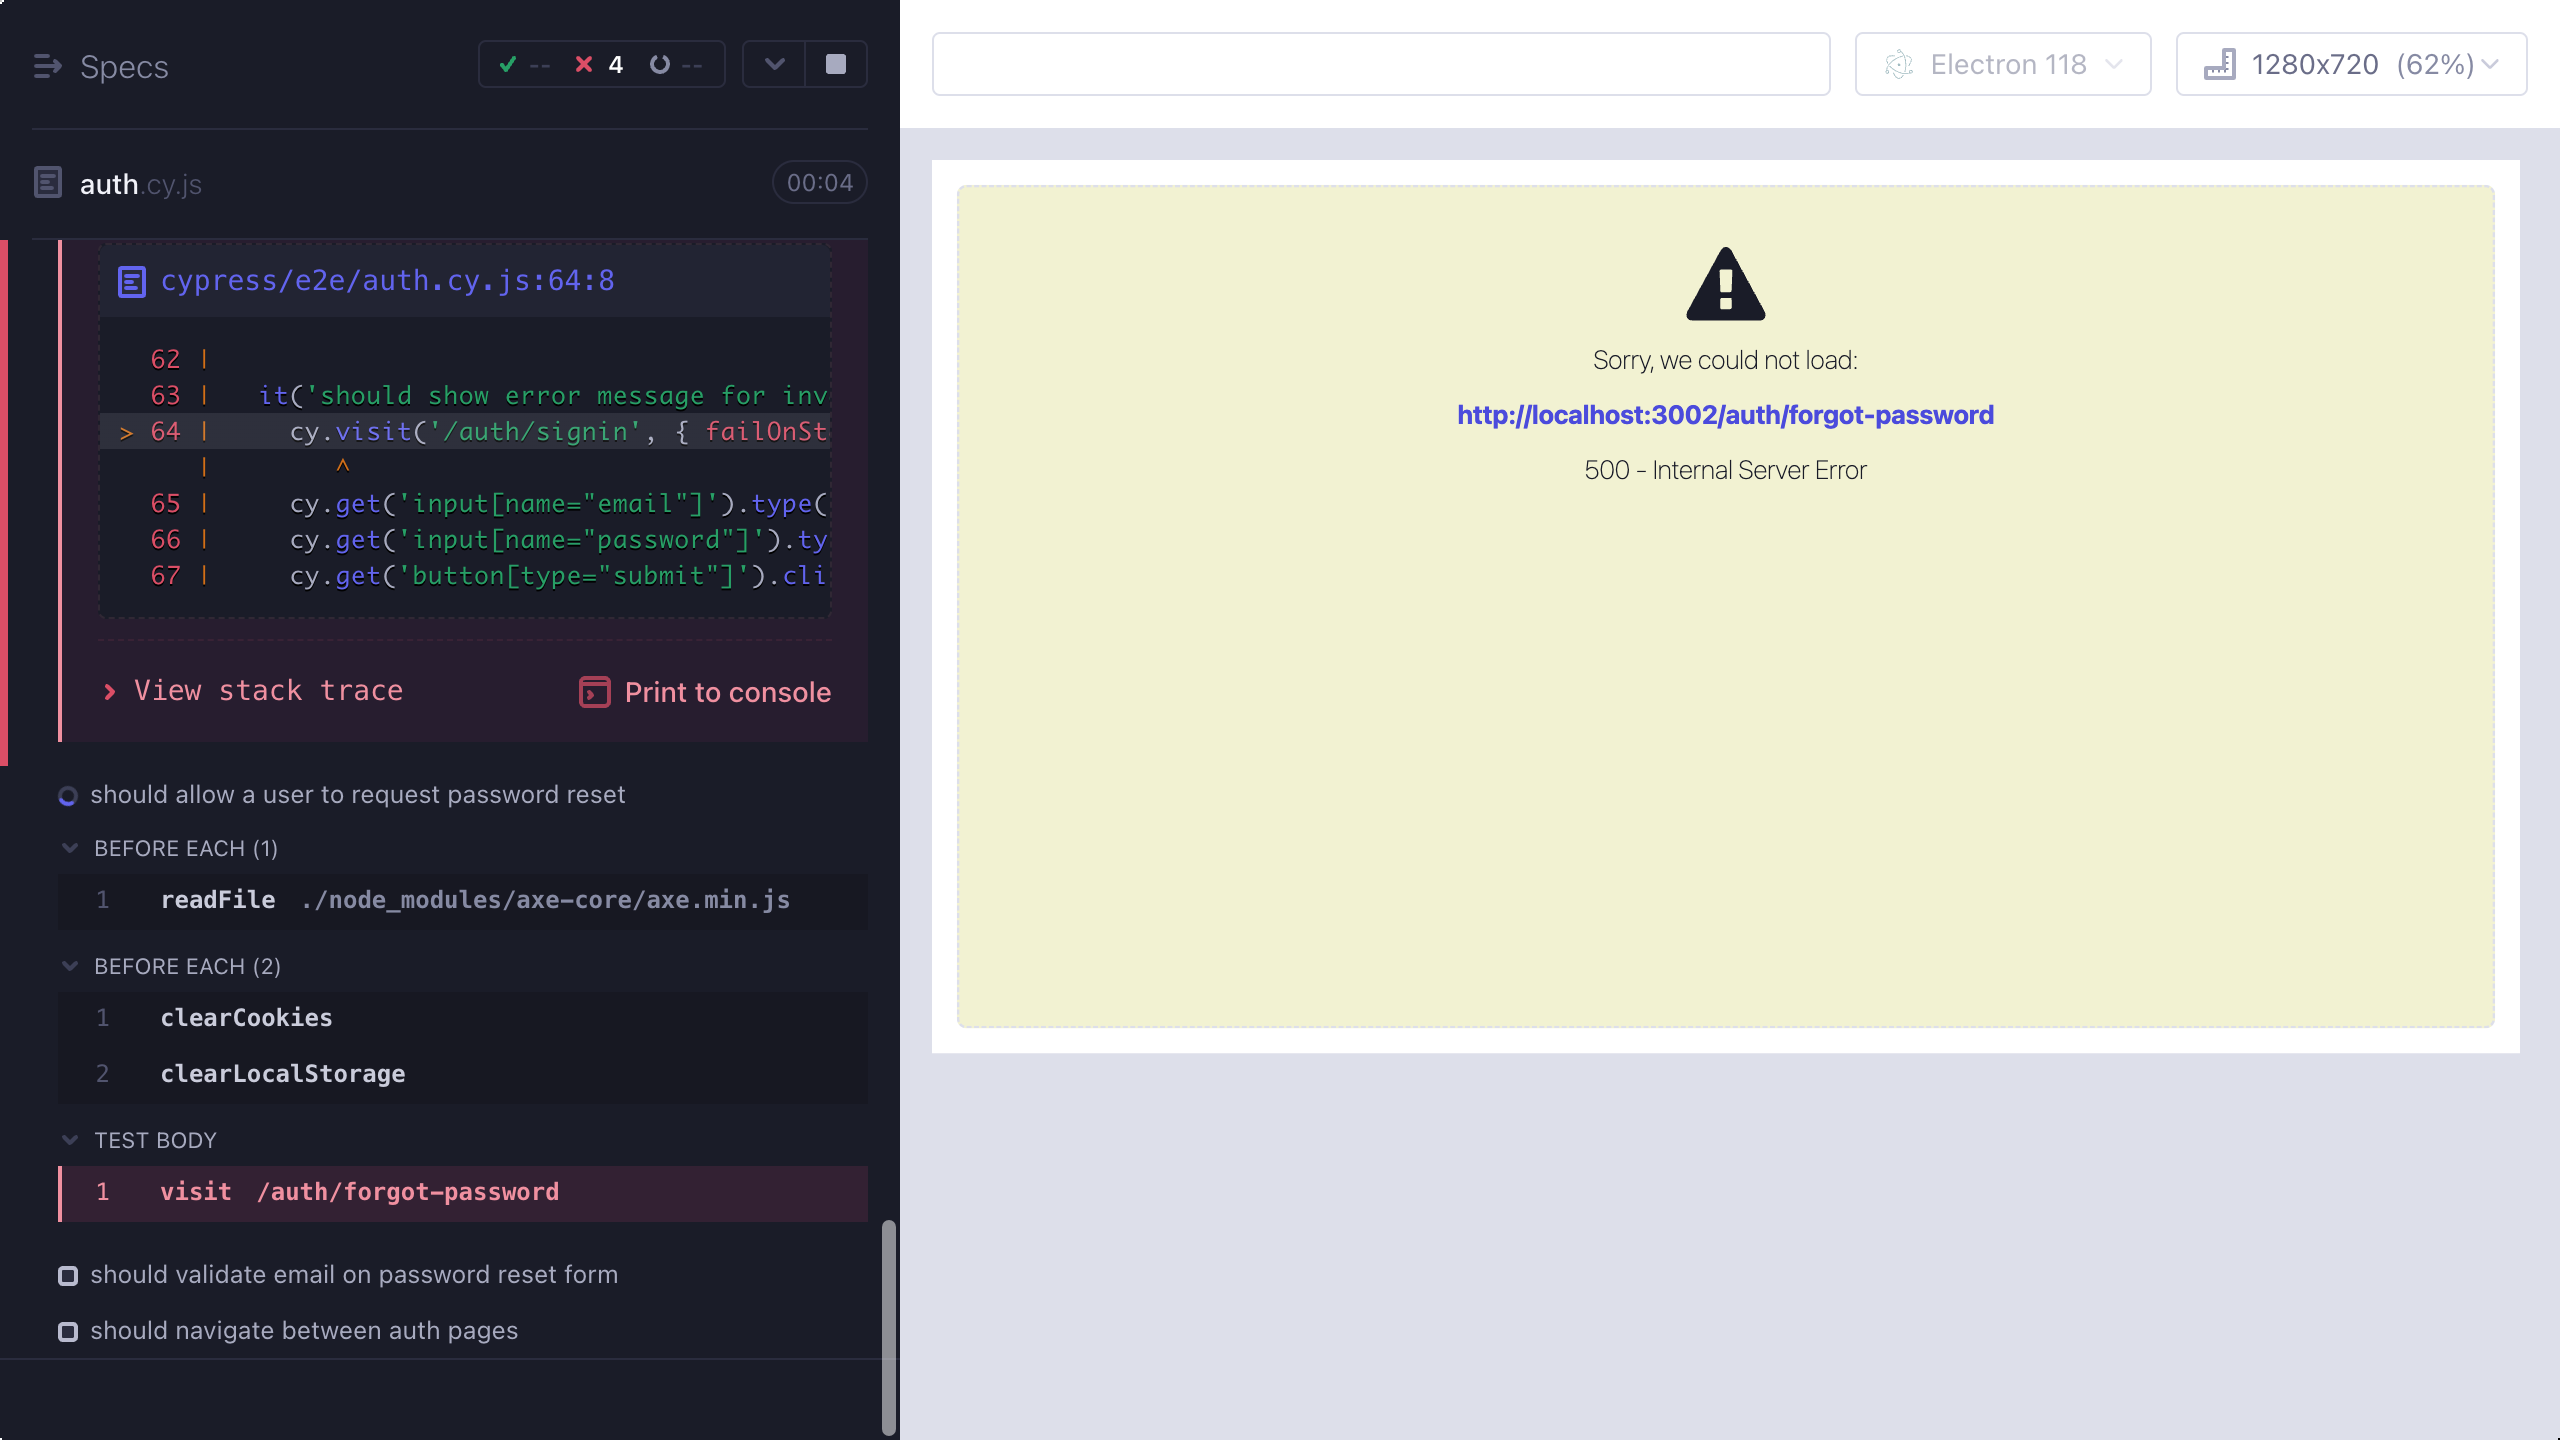 Specs
-- 4 --
auth.cy.js
00:04
cypress/e2e/auth.cy.js:64:8
62 |
63 | it('should show error message for inv
> 64 | cy.visit('/auth/signin', { failOnSt
| ^
65 | cy.get('input[name="email"]').type(
66 | cy.get('input[name="password"]').ty
67 | cy.get('button[type="submit"]').cli
View stack trace
Print to console
should allow a user to request password reset
BEFORE EACH (1)
1 readFile ./node_modules/axe-core/axe.min.js
BEFORE EACH (2)
1 clearCookies
2 clearLocalStorage
TEST BODY
1 visit /auth/forgot-password
should validate email on password reset form
should navigate between auth pages
Electron 118
1280x720 (62%)
Sorry, we could not load:
http://localhost:3002/auth/forgot-password
500 - Internal Server Error